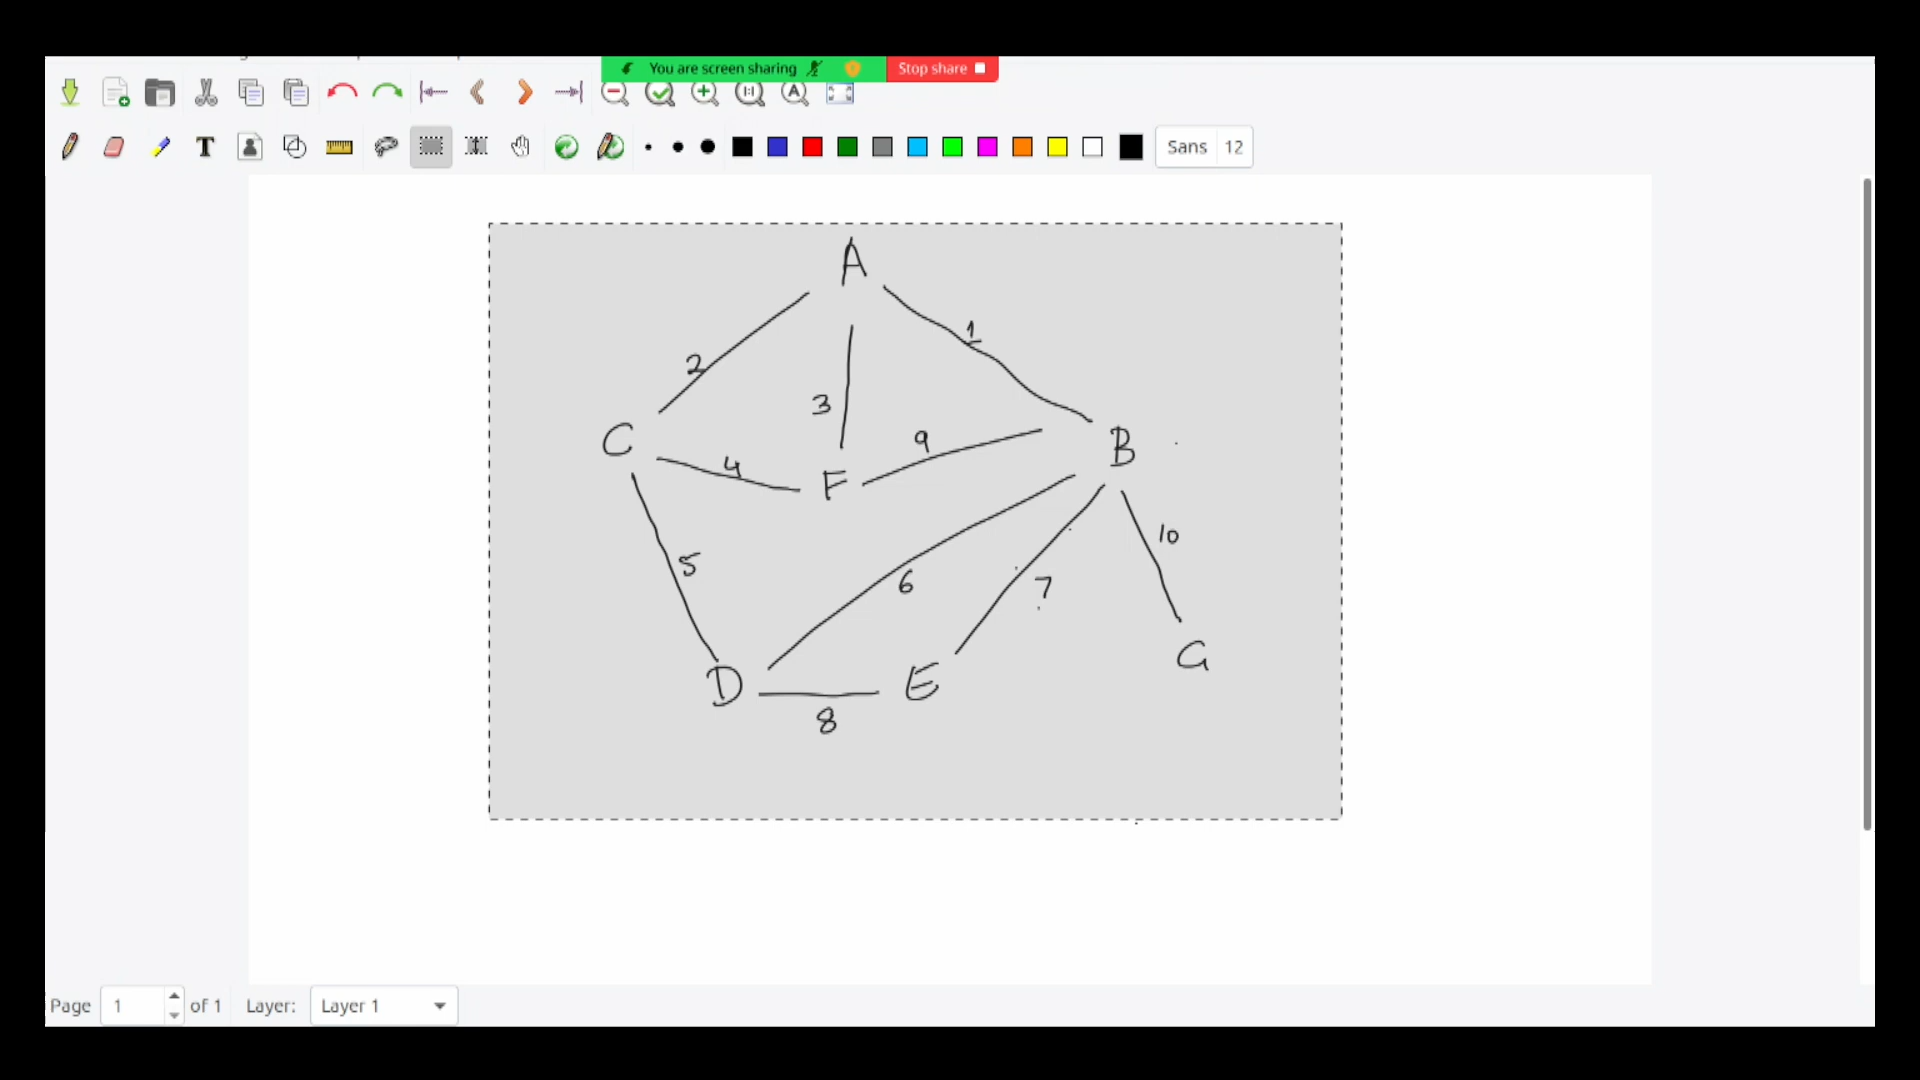 You are screen sharing Stop share
Sans 12
A
1
2
3
C
9
B
4
F
10
5
6
7
G
D
E
8
Page 1 of 1 Layer: Layer 1